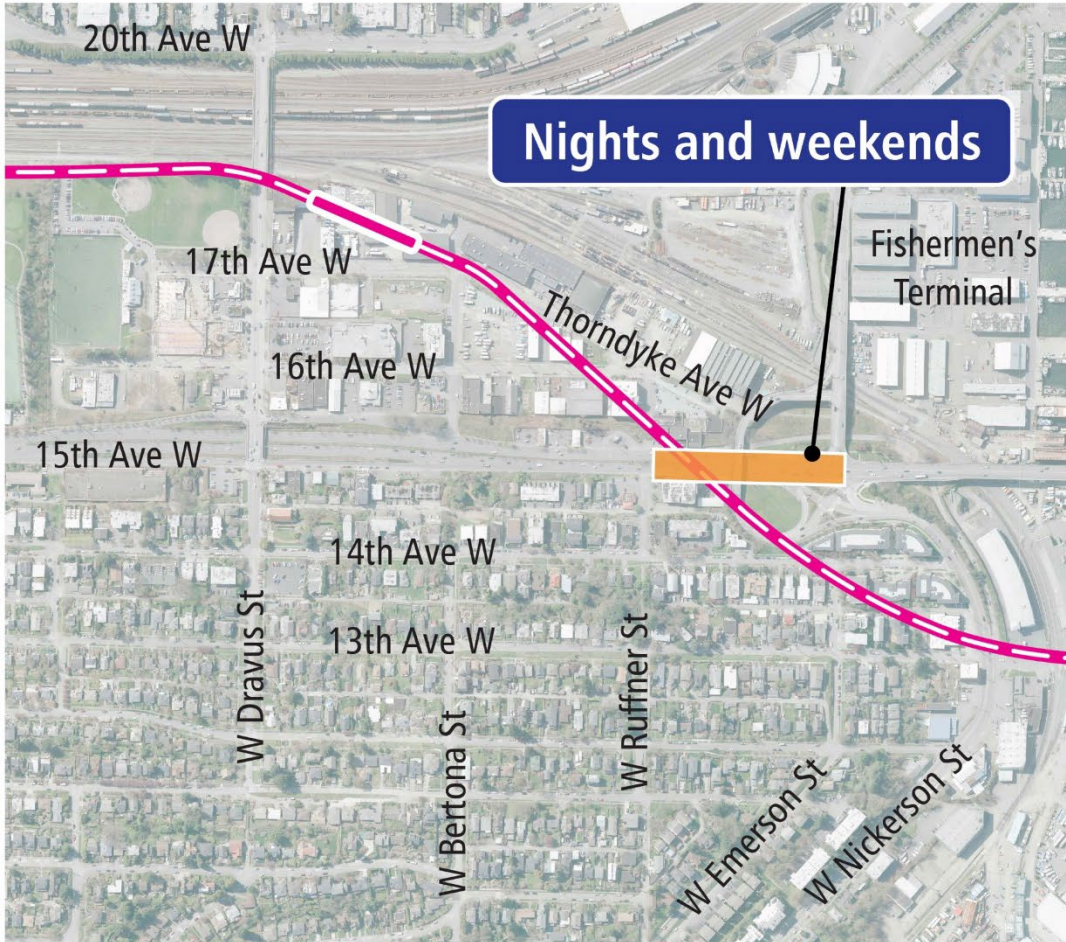 20th Ave W
Nights and weekends
Fishermen's
Terminal
17th Ave W
Thorndyke Ave W
16th Ave W
15th Ave W
14th Ave W
13th Ave W
W Dravus St
W Bertona St
W Ruffner St
W Emerson St
W Nickerson St